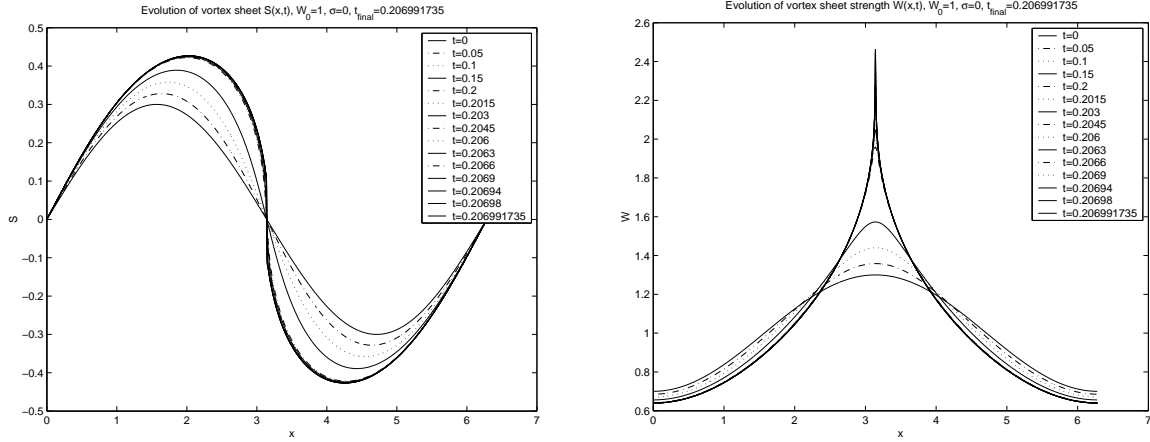 Evolution of vortex sheet S(x,t), W_0=1, σ=0, t_final=0.206991735
0.5
0.4
0.3
0.2
0.1
0
−0.1
−0.2
−0.3
−0.4
−0.5
S
0 1 2 3 4 5 6 7
x
t=0
t=0.05
t=0.1
t=0.15
t=0.2
t=0.2015
t=0.203
t=0.2045
t=0.206
t=0.2063
t=0.2066
t=0.2069
t=0.20694
t=0.20698
t=0.206991735
Evolution of vortex sheet strength W(x,t), W_0=1, σ=0, t_final=0.206991735
2.6
2.4
2.2
2
1.8
1.6
1.4
1.2
1
0.8
0.6
W
0 1 2 3 4 5 6 7
x
t=0
t=0.05
t=0.1
t=0.15
t=0.2
t=0.2015
t=0.203
t=0.2045
t=0.206
t=0.2063
t=0.2066
t=0.2069
t=0.20694
t=0.20698
t=0.206991735